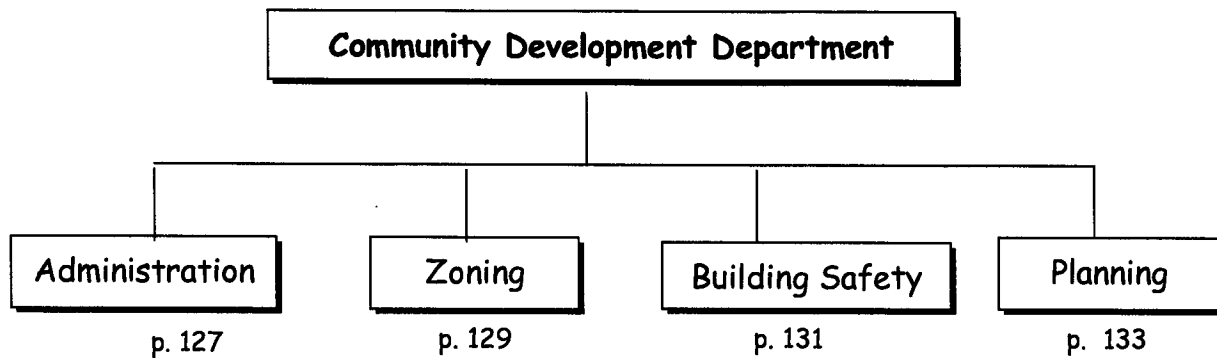 Community Development Department
Administration
Zoning
Building Safety
Planning
p. 127
p. 129
p. 131
p. 133